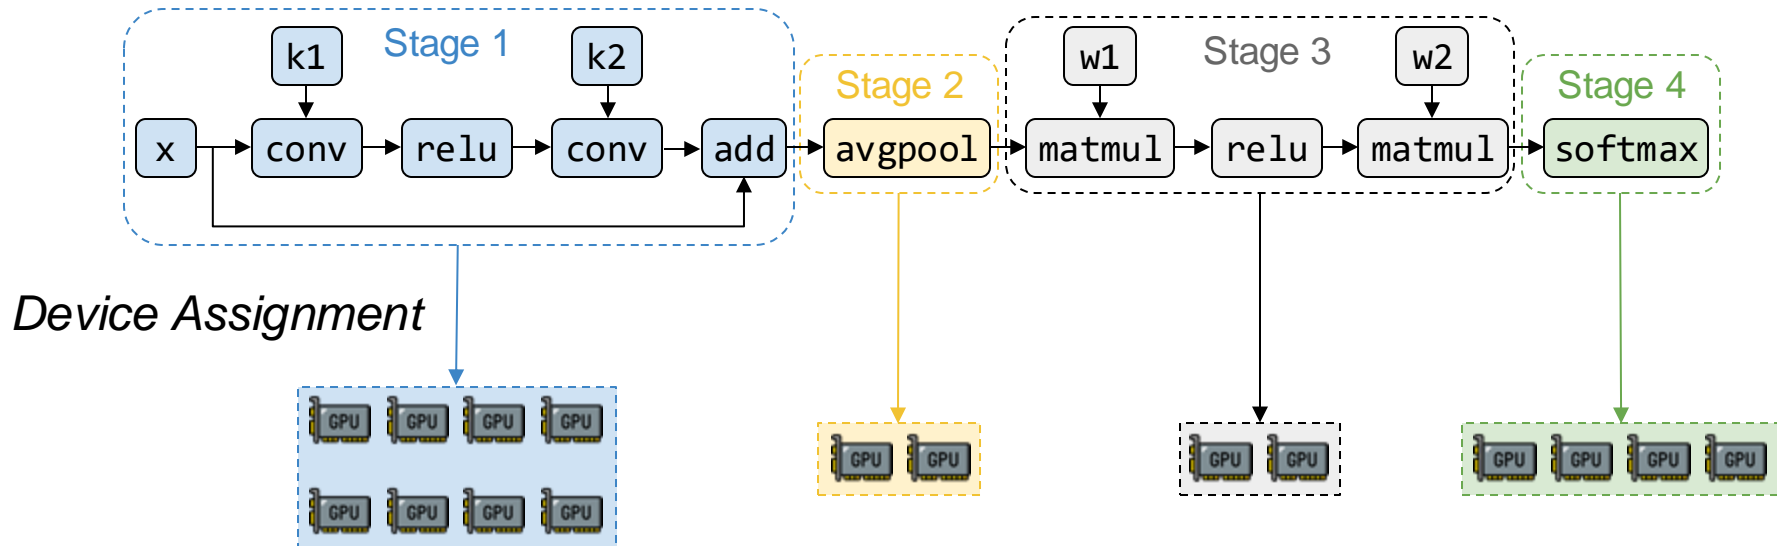 Stage 1
k1
k2
Stage 2
w1
Stage 3
w2
Stage 4
x
conv
relu
conv
add
avgpool
matmul
relu
matmul
softmax
Device Assignment
GPU GPU GPU GPU
GPU GPU GPU GPU
GPU GPU
GPU GPU
GPU GPU GPU GPU